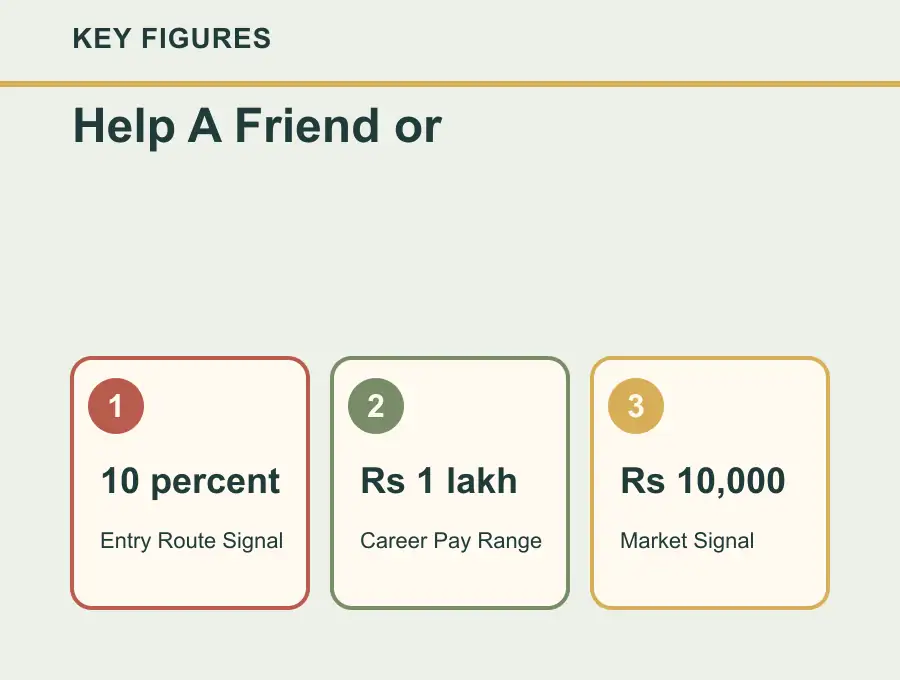 KEY FIGURES
Help A Friend or
1
10 percent
Entry Route Signal
2
Rs 1 lakh
Career Pay Range
3
Rs 10,000
Market Signal